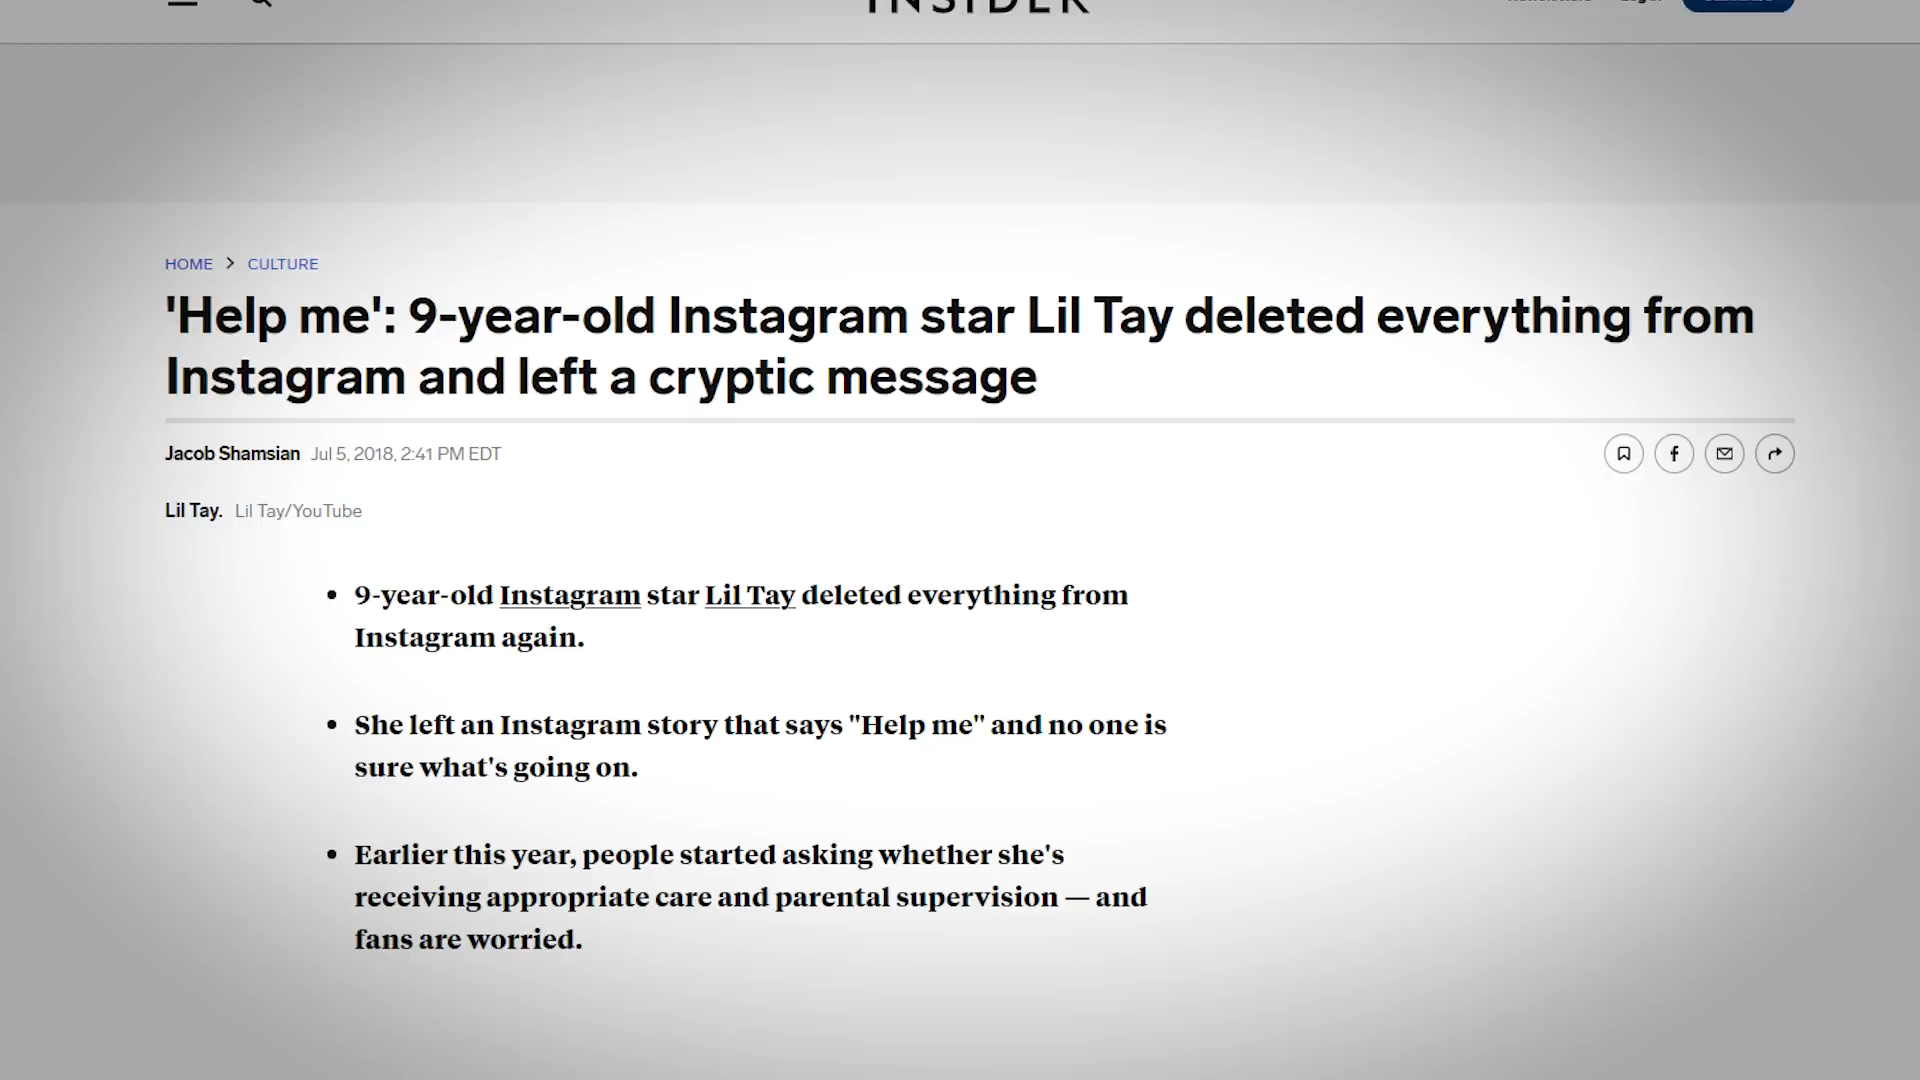 INSIDER
HOME > CULTURE
'Help me': 9-year-old Instagram star Lil Tay deleted everything from
Instagram and left a cryptic message
Jacob Shamsian Jul 5, 2018, 2:41 PM EDT
Lil Tay. Lil Tay/YouTube
• 9-year-old Instagram star Lil Tay deleted everything from
Instagram again.
• She left an Instagram story that says "Help me" and no one is
sure what's going on.
• Earlier this year, people started asking whether she's
receiving appropriate care and parental supervision — and
fans are worried.